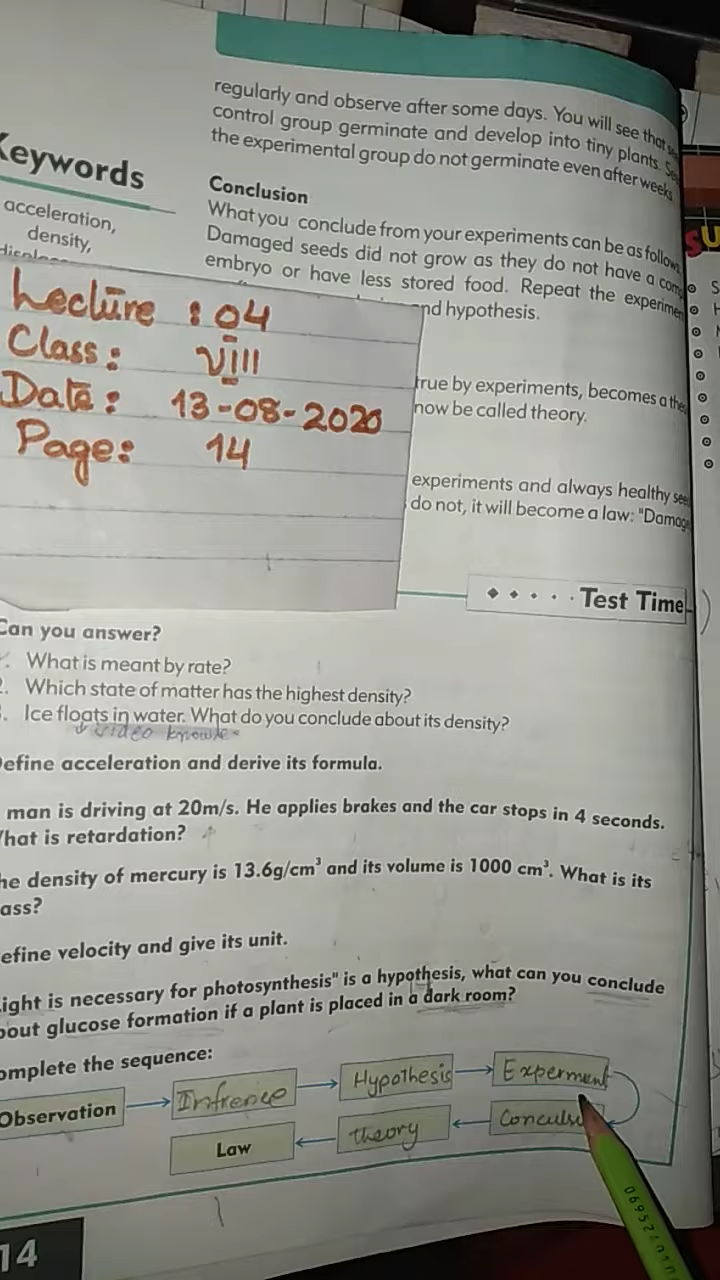 regularly and observe after some days. You will see that
control group germinate and develop into tiny plants.
the experimental group do not germinate even after weeks
Keywords
Conclusion
acceleration,
density,
What you conclude from your experiments can be as follow
Damaged seeds did not grow as they do not have a com
embryo or have less stored food. Repeat the experimen
nd hypothesis.
Lecture : 04
Class: VIII
Date: 13-08-2020
Page: 14
true by experiments, becomes a the
now be called theory.
experiments and always healthy see
do not, it will become a law: "Damag
Test Time
Can you answer?
What is meant by rate?
2. Which state of matter has the highest density?
Ice floats in water. What do you conclude about its density?
video
efine acceleration and derive its formula.
man is driving at 20m/s. He applies brakes and the car stops in 4 seconds.
hat is retardation?
he density of mercury is 13.6g/cm³ and its volume is 1000 cm³. What is its
ass?
efine velocity and give its unit.
ight is necessary for photosynthesis" is a hypothesis, what can you conclude
bout glucose formation if a plant is placed in a dark room?
omplete the sequence:
Observation Infrence Hypothesis Experment
Law theory Conculs
14
SU
0695240